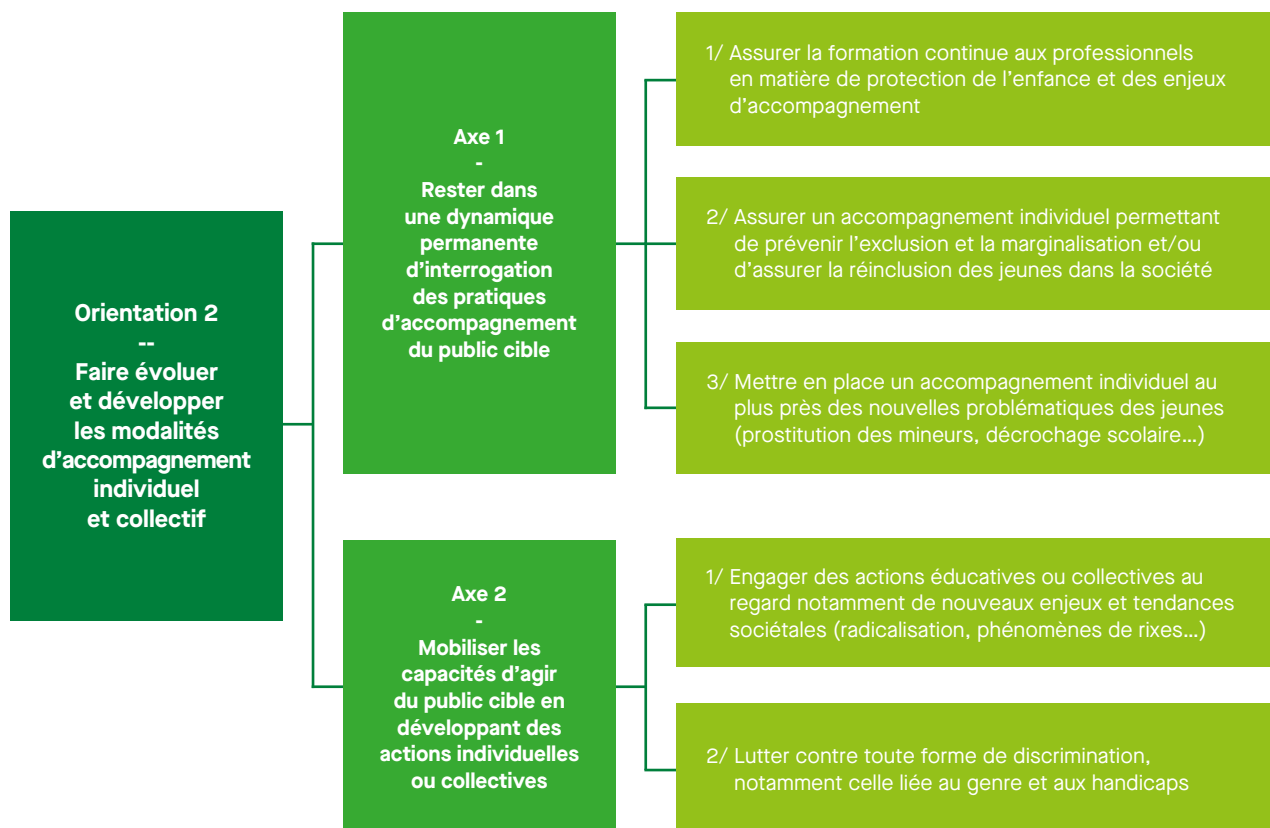 Orientation 2
--
Faire évoluer
et développer
les modalités
d'accompagnement
individuel
et collectif
Axe 1
-
Rester dans
une dynamique
permanente
d'interrogation
des pratiques
d'accompagnement
du public cible
1/ Assurer la formation continue aux professionnels
en matière de protection de l'enfance et des enjeux
d'accompagnement
2/ Assurer un accompagnement individuel permettant
de prévenir l'exclusion et la marginalisation et/ou
d'assurer la réinclusion des jeunes dans la société
3/ Mettre en place un accompagnement individuel au
plus près des nouvelles problématiques des jeunes
(prostitution des mineurs, décrochage scolaire…)
Axe 2
-
Mobiliser les
capacités d'agir
du public cible en
développant des
actions individuelles
ou collectives
1/ Engager des actions éducatives ou collectives au
regard notamment de nouveaux enjeux et tendances
sociétales (radicalisation, phénomènes de rixes…)
2/ Lutter contre toute forme de discrimination,
notamment celle liée au genre et aux handicaps